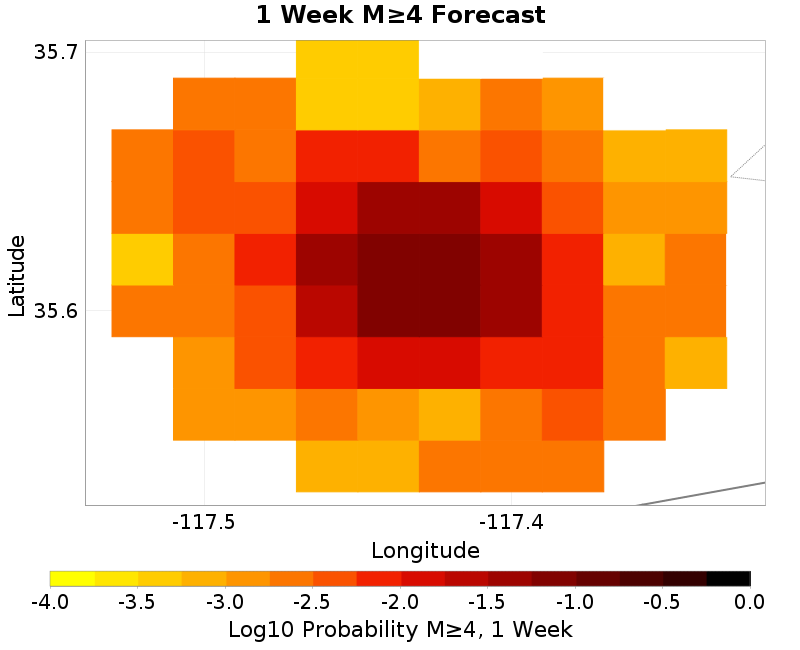 1 Week M≥4 Forecast
35.7
35.6
Latitude
-117.5 -117.4
Longitude
-4.0 -3.5 -3.0 -2.5 -2.0 -1.5 -1.0 -0.5 0.0
Log10 Probability M≥4, 1 Week